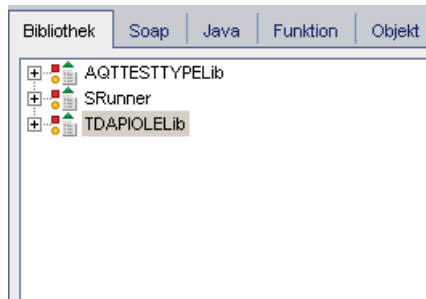 Bibliothek Soap Java Funktion Objekt
AQTTESTTYPELib
SRunner
TDAPIOLELib